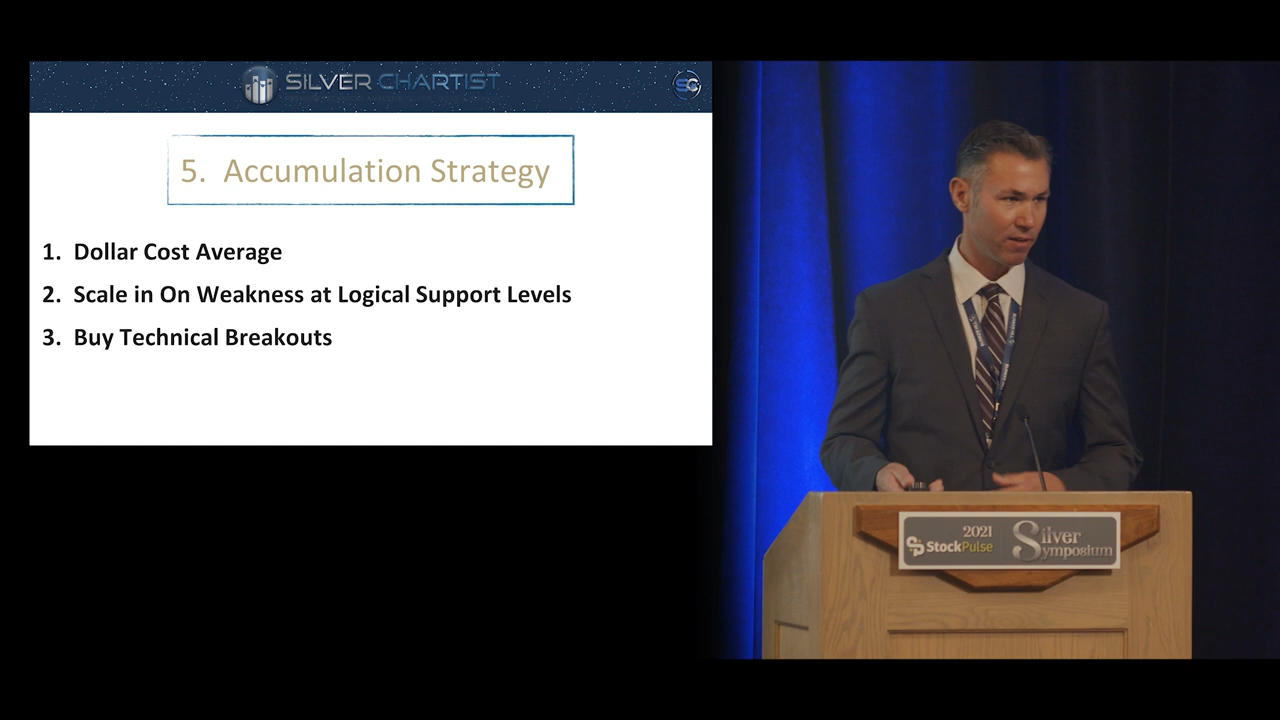 SILVER CHARTIST
SC
5. Accumulation Strategy
1. Dollar Cost Average
2. Scale in On Weakness at Logical Support Levels
3. Buy Technical Breakouts
2021
StockPulse
Silver
Symposium